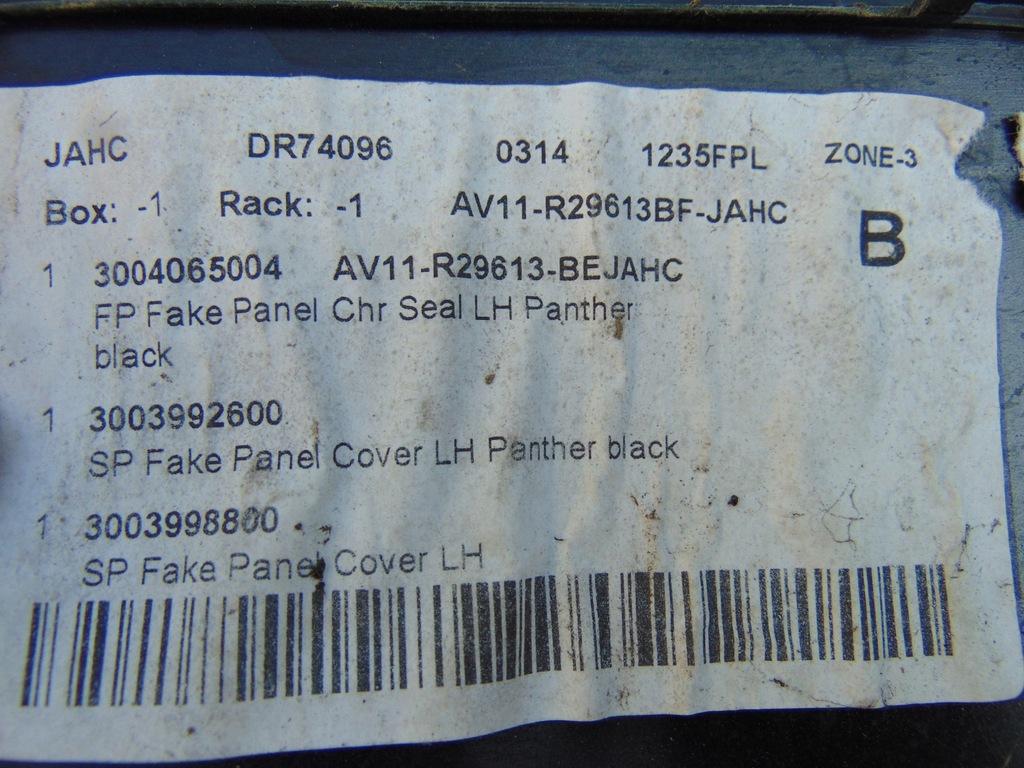 JAHC DR74096 0314 1235FPL ZONE-3
Box: -1 Rack: -1 AV11-R29613BF-JAHC
B
1 3004065004 AV11-R29613-BEJAHC
FP Fake Panel Chr Seal LH Panther
black
1 3003992600
SP Fake Panel Cover LH Panther black
1 3003998800
SP Fake Panel Cover LH